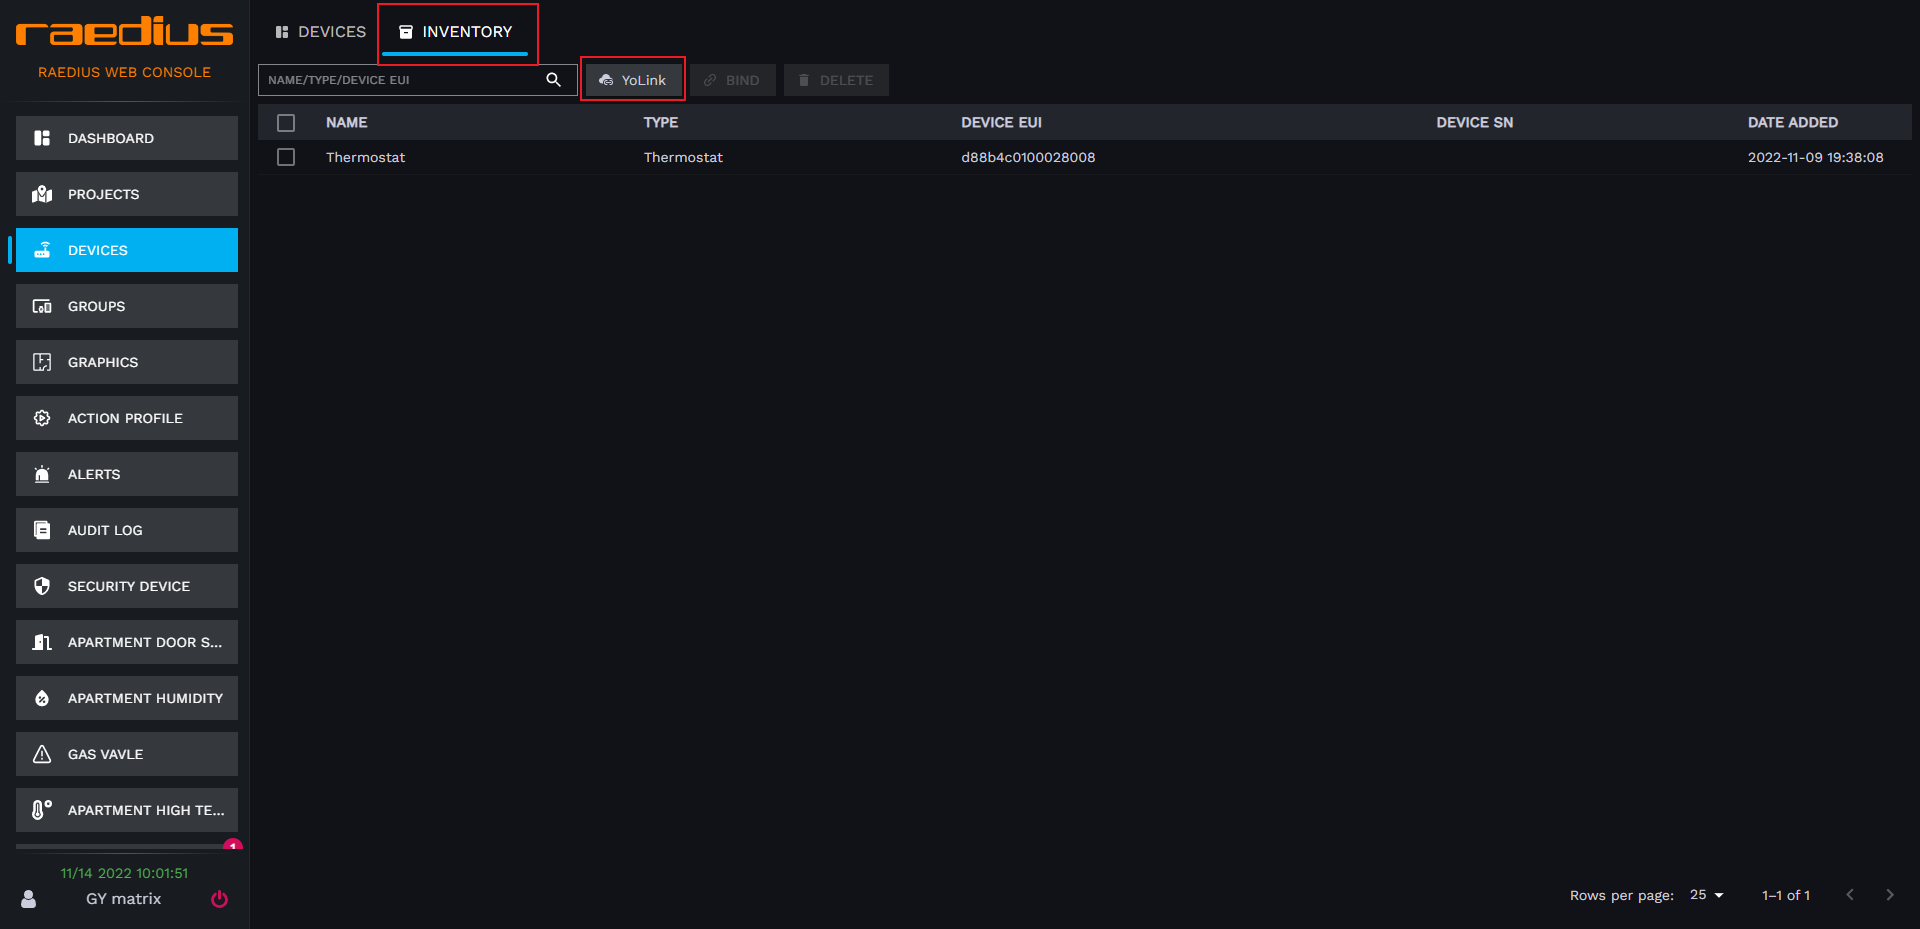 raedius
RAEDIUS WEB CONSOLE
DASHBOARD
PROJECTS
DEVICES
GROUPS
GRAPHICS
ACTION PROFILE
ALERTS
AUDIT LOG
SECURITY DEVICE
APARTMENT DOOR S...
APARTMENT HUMIDITY
GAS VAVLE
APARTMENT HIGH TE...
1
11/14 2022 10:01:51
GY matrix
DEVICES INVENTORY
NAME/TYPE/DEVICE EUI YoLink BIND DELETE
NAME TYPE DEVICE EUI DEVICE SN DATE ADDED
Thermostat Thermostat d88b4c0100028008 2022-11-09 19:38:08
Rows per page: 25 1–1 of 1